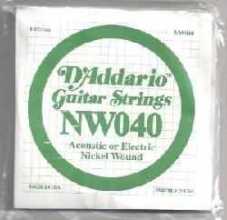 D'Addario
Guitar Strings
NW040
Acoustic or Electric
Nickel Wound